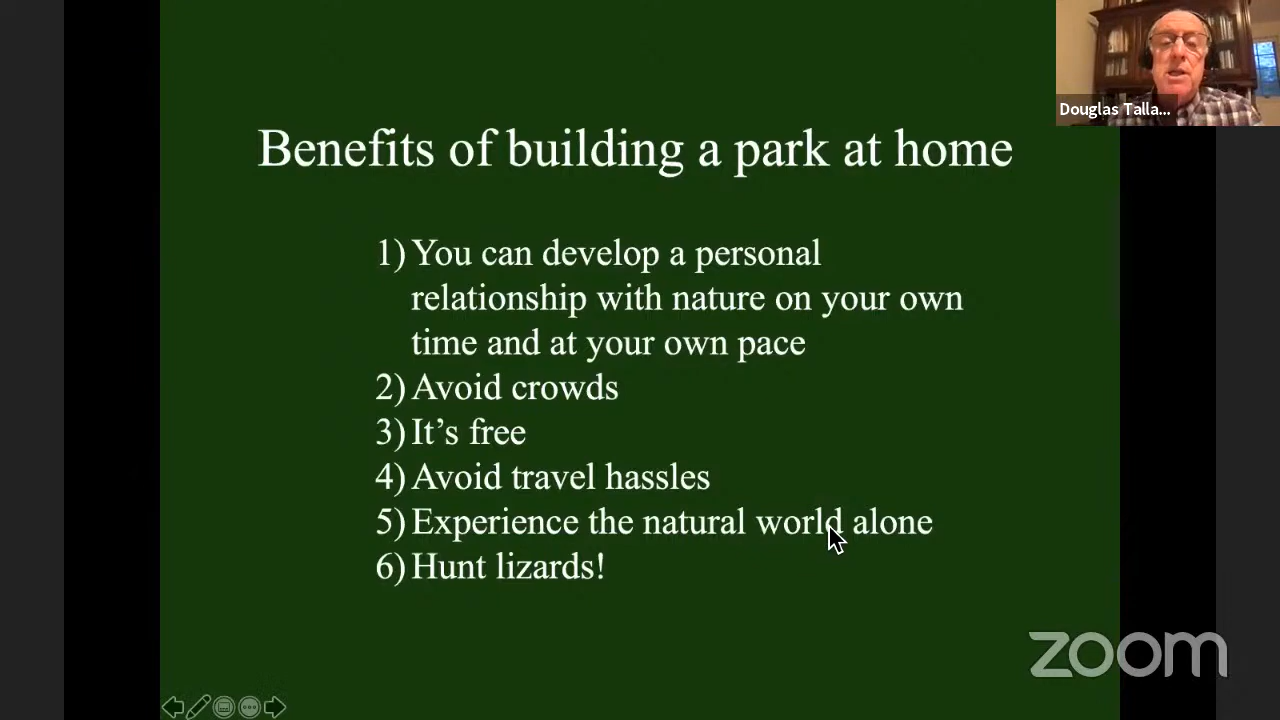 Douglas Talla...
Benefits of building a park at home
1) You can develop a personal
relationship with nature on your own
time and at your own pace
2) Avoid crowds
3) It’s free
4) Avoid travel hassles
5) Experience the natural world alone
6) Hunt lizards!
zoom